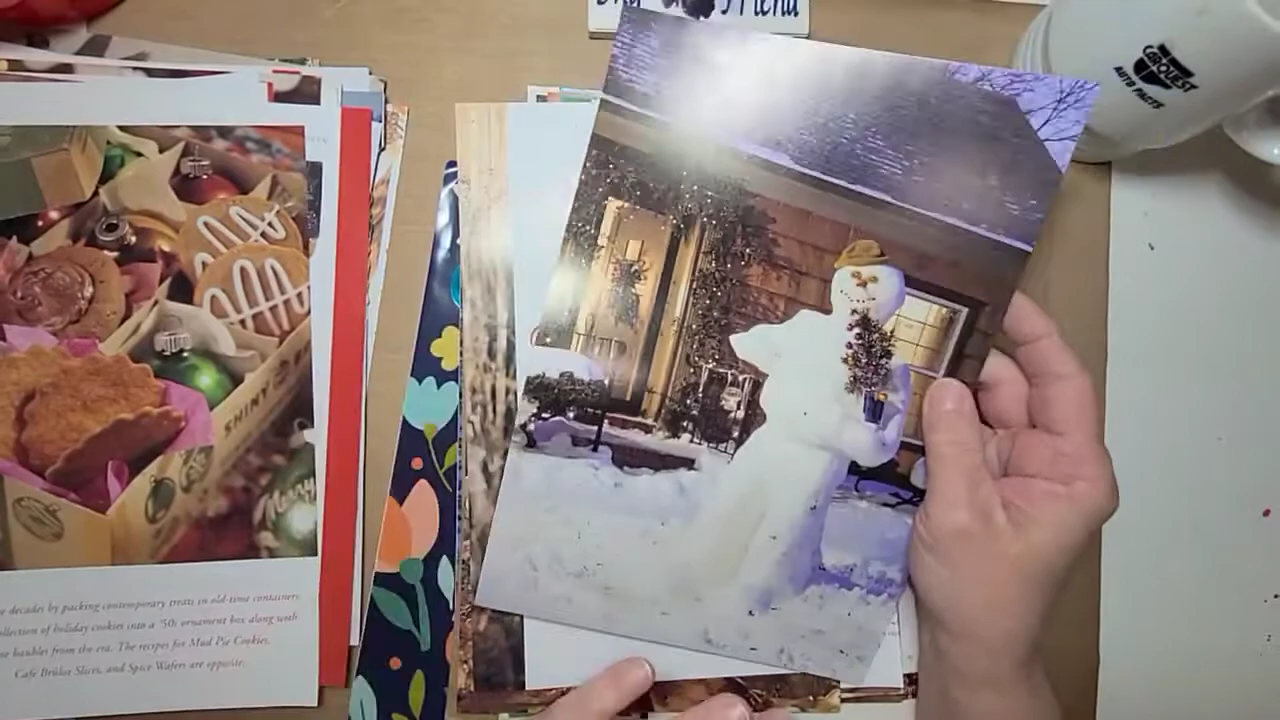 Friend
CARQUEST
AUTO PARTS
SHINY
Merry
decades by packing contemporary treats in old-time containers
collection of holiday cookies into a '50s ornament box along with
baubles from the era. The recipes for Mud Pie Cookies,
Cafe Brûlot Slices, and Spice Wafers are opposite.